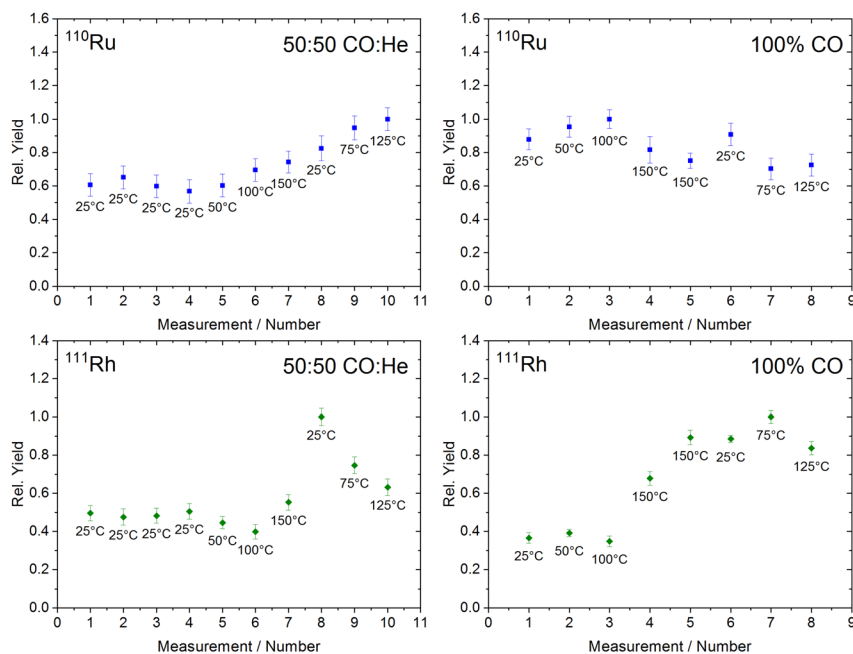 ¹¹⁰Ru 50:50 CO:He
Rel. Yield
1.6
1.4
1.2
1.0
0.8
0.6
0.4
0.2
0.0
25°C 25°C 25°C 25°C 50°C 100°C 150°C 25°C 75°C 125°C
0 1 2 3 4 5 6 7 8 9 10 11
Measurement / Number
¹¹⁰Ru 100% CO
Rel. Yield
1.6
1.4
1.2
1.0
0.8
0.6
0.4
0.2
0.0
25°C 50°C 100°C 150°C 150°C 25°C 75°C 125°C
0 1 2 3 4 5 6 7 8 9
Measurement / Number
¹¹¹Rh 50:50 CO:He
Rel. Yield
1.4
1.2
1.0
0.8
0.6
0.4
0.2
0.0
25°C 25°C 25°C 25°C 50°C 100°C 150°C 25°C 75°C 125°C
0 1 2 3 4 5 6 7 8 9 10 11
Measurement / Number
¹¹¹Rh 100% CO
Rel. Yield
1.4
1.2
1.0
0.8
0.6
0.4
0.2
0.0
25°C 50°C 100°C 150°C 150°C 25°C 75°C 125°C
0 1 2 3 4 5 6 7 8 9
Measurement / Number